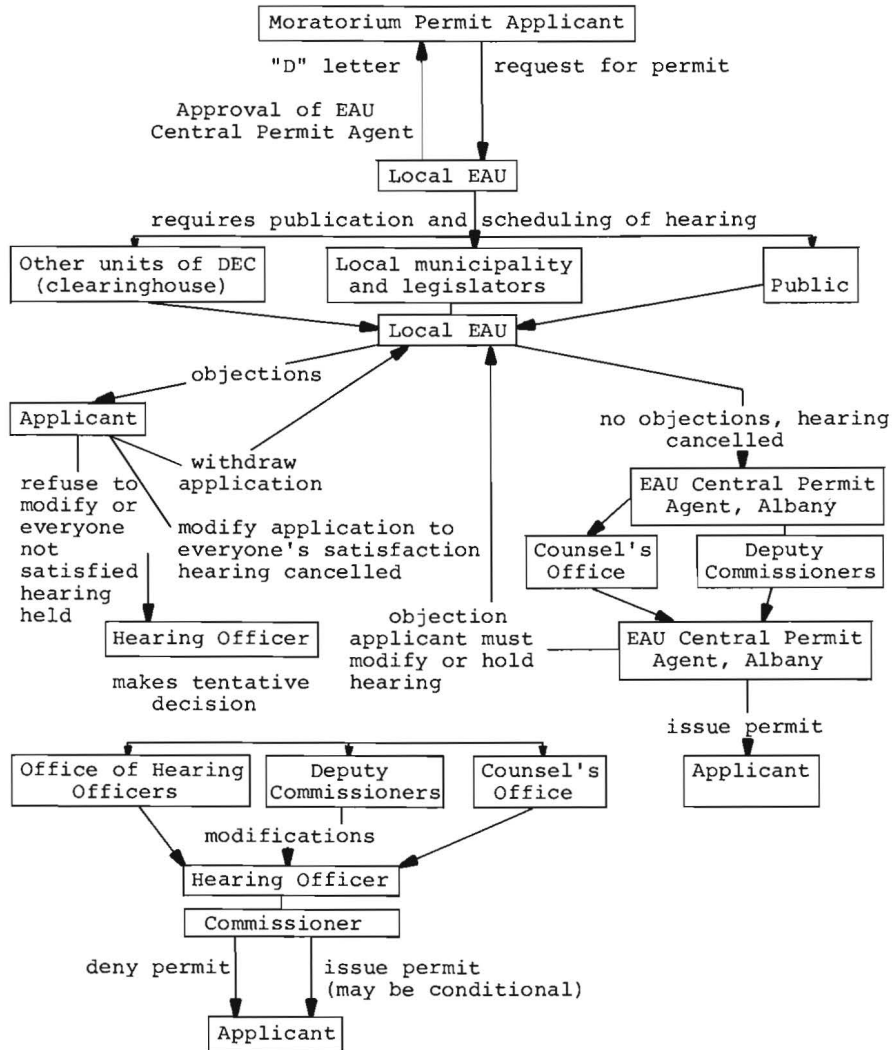 Moratorium Permit Applicant
"D" letter
request for permit
Approval of EAU
Central Permit Agent
Local EAU
requires publication and scheduling of hearing
Other units of DEC
(clearinghouse)
Local municipality
and legislators
Public
Local EAU
objections
Applicant
no objections, hearing
cancelled
withdraw
application
refuse to
modify or
everyone
not
satisfied
hearing
held
modify application to
everyone's satisfaction
hearing cancelled
EAU Central Permit
Agent, Albany
Counsel's
Office
Deputy
Commissioners
Hearing Officer
makes tentative
decision
objection
applicant must
modify or hold
hearing
EAU Central Permit
Agent, Albany
issue permit
Applicant
Office of Hearing
Officers
Deputy
Commissioners
Counsel's
Office
modifications
Hearing Officer
Commissioner
deny permit
issue permit
(may be conditional)
Applicant